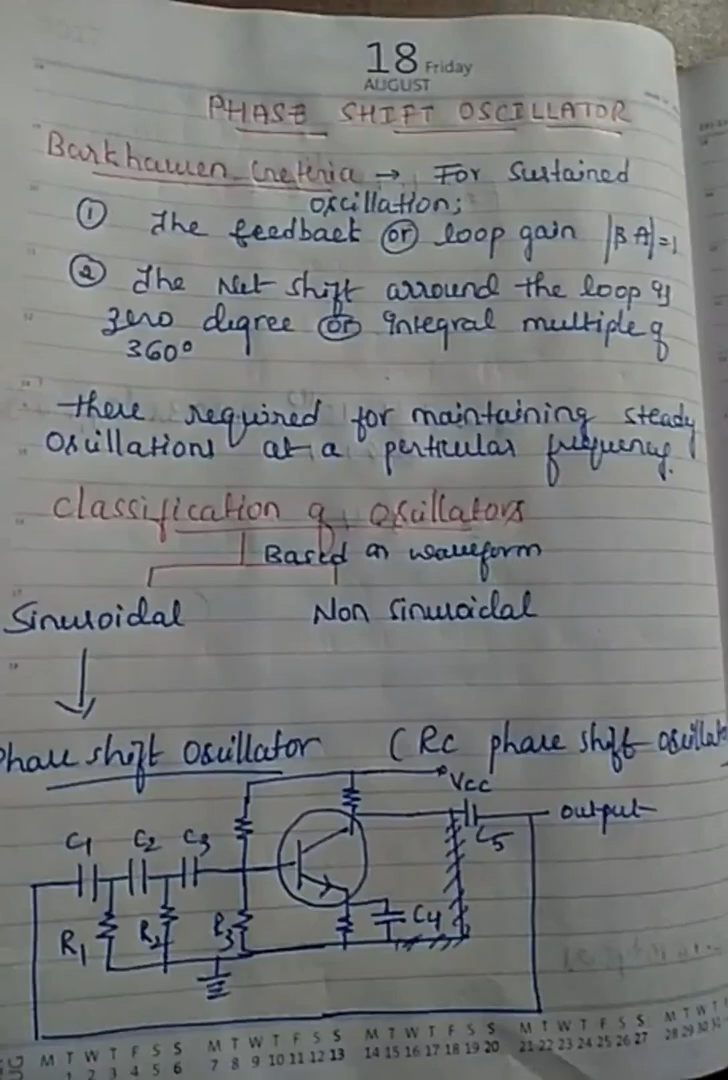 18 Friday
AUGUST
PHASE SHIFT OSCILLATOR
Barkhauen Creteria → For Sustained
oscillation;
① The feedback or loop gain |βA|=1
② The Net shift arround the loop is
zero degree or integral multiple of
360°
there required for maintaining steady
Oscillations at a perticular frequency.
Classification of Oscillators
Based on waveform
Sinusoidal Non sinusoidal
Phase shift Oscillator (Rc phase shift oscillato
Vcc
output
C5
C1 C2 C3
R1 R2 R3 C4
M T W T F S S M T W T F S S M T W T F S S M T W T F S S M T W T
1 2 3 4 5 6 7 8 9 10 11 12 13 14 15 16 17 18 19 20 21 22 23 24 25 26 27 28 29 30 31